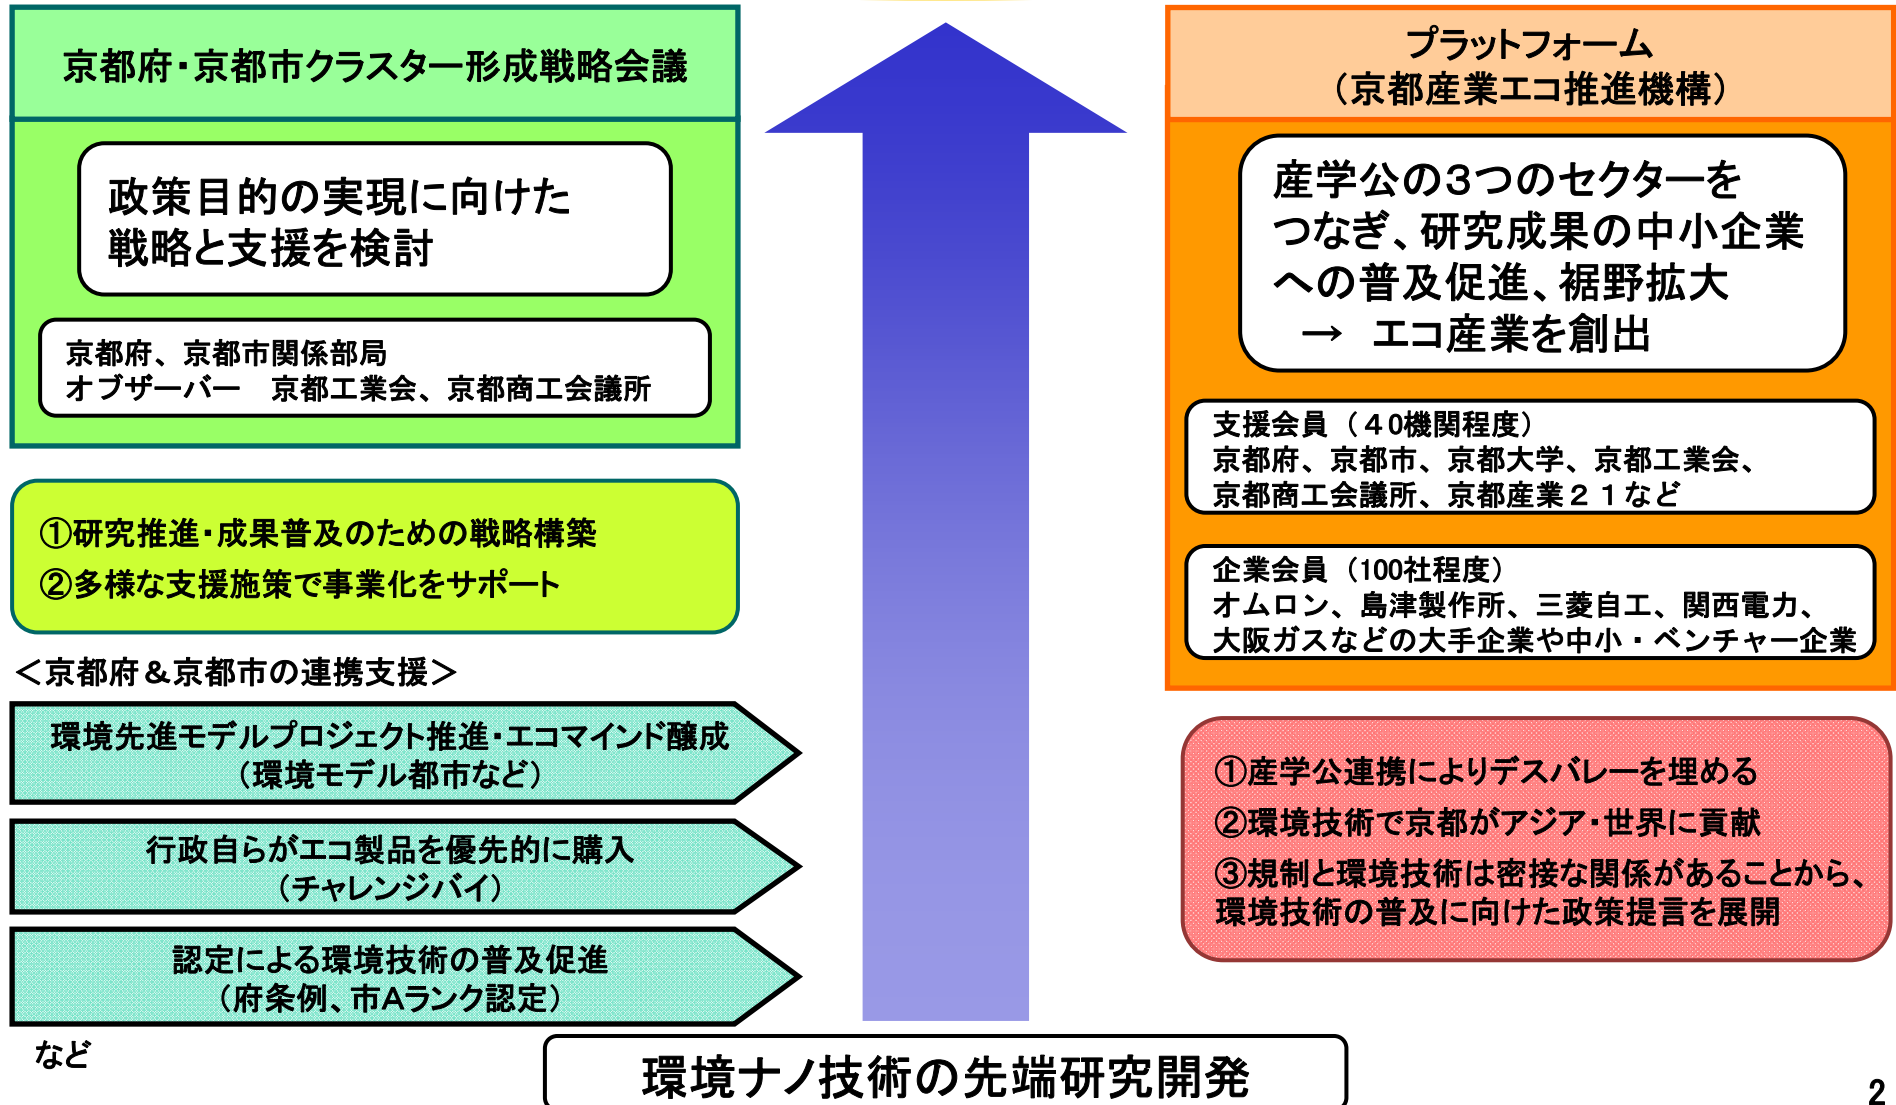 京都府・京都市クラスター形成戦略会議
政策目的の実現に向けた
戦略と支援を検討
京都府、京都市関係部局
オブザーバー　京都工業会、京都商工会議所
①研究推進・成果普及のための戦略構築
②多様な支援施策で事業化をサポート
＜京都府＆京都市の連携支援＞
環境先進モデルプロジェクト推進・エコマインド醸成
（環境モデル都市など）
行政自らがエコ製品を優先的に購入
（チャレンジバイ）
認定による環境技術の普及促進
（府条例、市Aランク認定）
など
プラットフォーム
（京都産業エコ推進機構）
産学公の３つのセクターを
つなぎ、研究成果の中小企業
への普及促進、裾野拡大
→　エコ産業を創出
支援会員（４０機関程度）
京都府、京都市、京都大学、京都工業会、
京都商工会議所、京都産業２１など
企業会員（100社程度）
オムロン、島津製作所、三菱自工、関西電力、
大阪ガスなどの大手企業や中小・ベンチャー企業
①産学公連携によりデスバレーを埋める
②環境技術で京都がアジア・世界に貢献
③規制と環境技術は密接な関係があることから、
環境技術の普及に向けた政策提言を展開
環境ナノ技術の先端研究開発
2